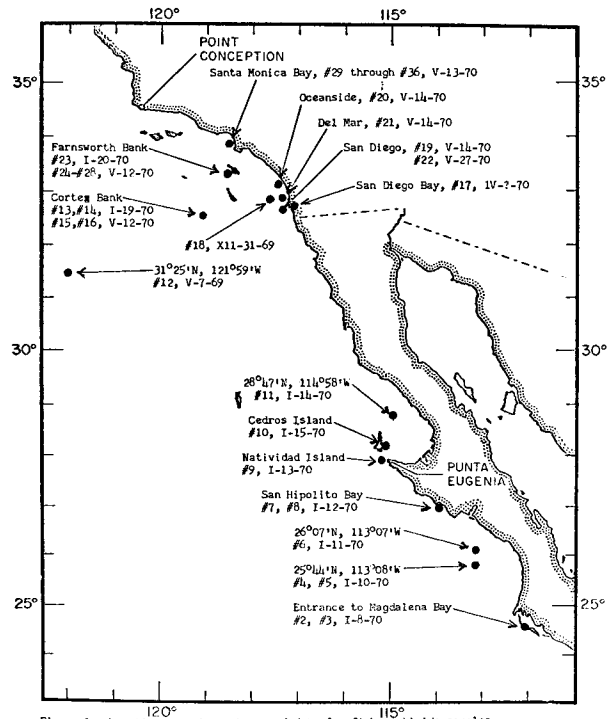 120°
115°
POINT
CONCEPTION
35°
35°
Santa Monica Bay, #29 through #36, V-13-70
Oceanside, #20, V-14-70
Del Mar, #21, V-14-70
Farnsworth Bank
#23, I-20-70
#24-#28, V-12-70
San Diego, #19, V-14-70
#22, V-27-70
Cortex Bank
#13,#14, I-19-70
#15,#16, V-12-70
San Diego Bay, #17, 1V-?-70
#18, X11-31-69
31°25'N, 121°59'W
#12, V-7-69
30°
30°
28°47'N, 114°58'W
#11, I-14-70
Cedros Island
#10, I-15-70
Natividad Island
#9, I-13-70
PUNTA
EUGENIA
San Hipolito Bay
#7, #8, I-12-70
26°07'N, 113°07'W
#6, I-11-70
25°44'N, 113°08'W
#4, #5, I-10-70
25°
25°
Entrance to Magdalena Bay
#2, #3, I-8-70
120°
115°